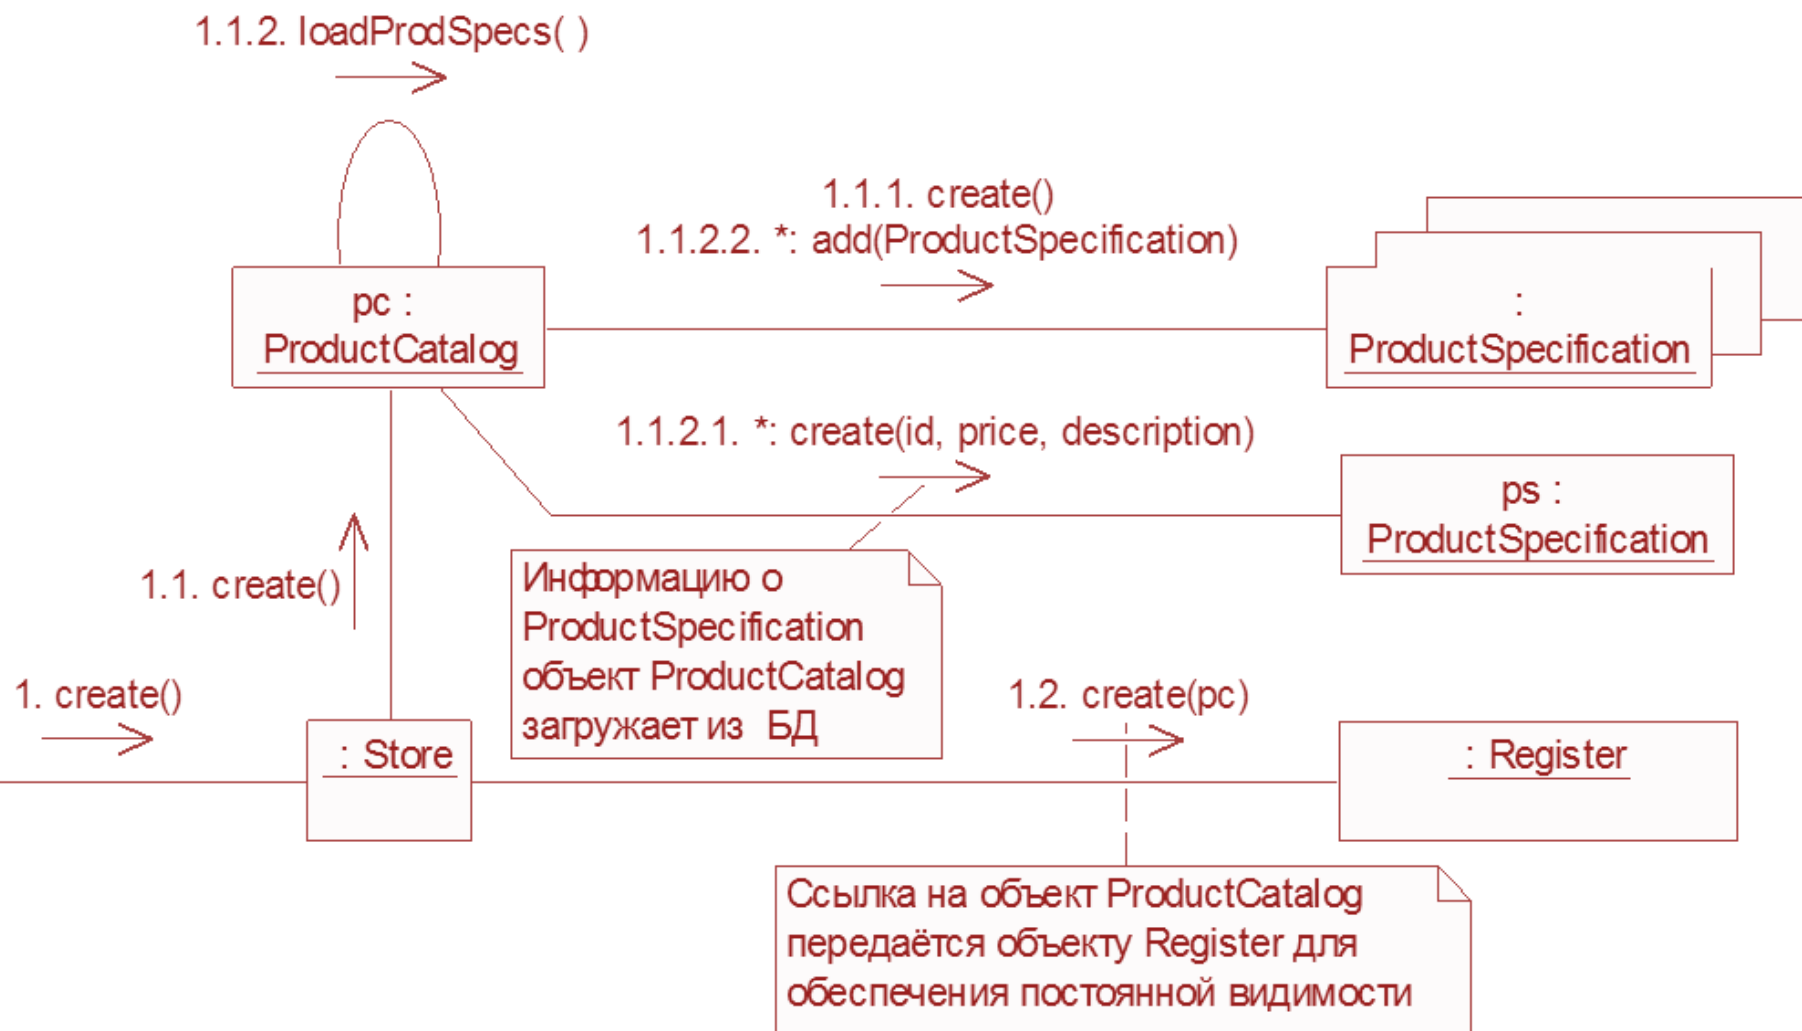 1.1.2. loadProdSpecs( )
1.1.1. create()
1.1.2.2. *: add(ProductSpecification)
pc :
ProductCatalog
:
ProductSpecification
1.1.2.1. *: create(id, price, description)
ps :
ProductSpecification
1.1. create()
Информацию о
ProductSpecification
объект ProductCatalog
загружает из БД
1. create()
1.2. create(pc)
: Store
: Register
Ссылка на объект ProductCatalog
передаётся объекту Register для
обеспечения постоянной видимости